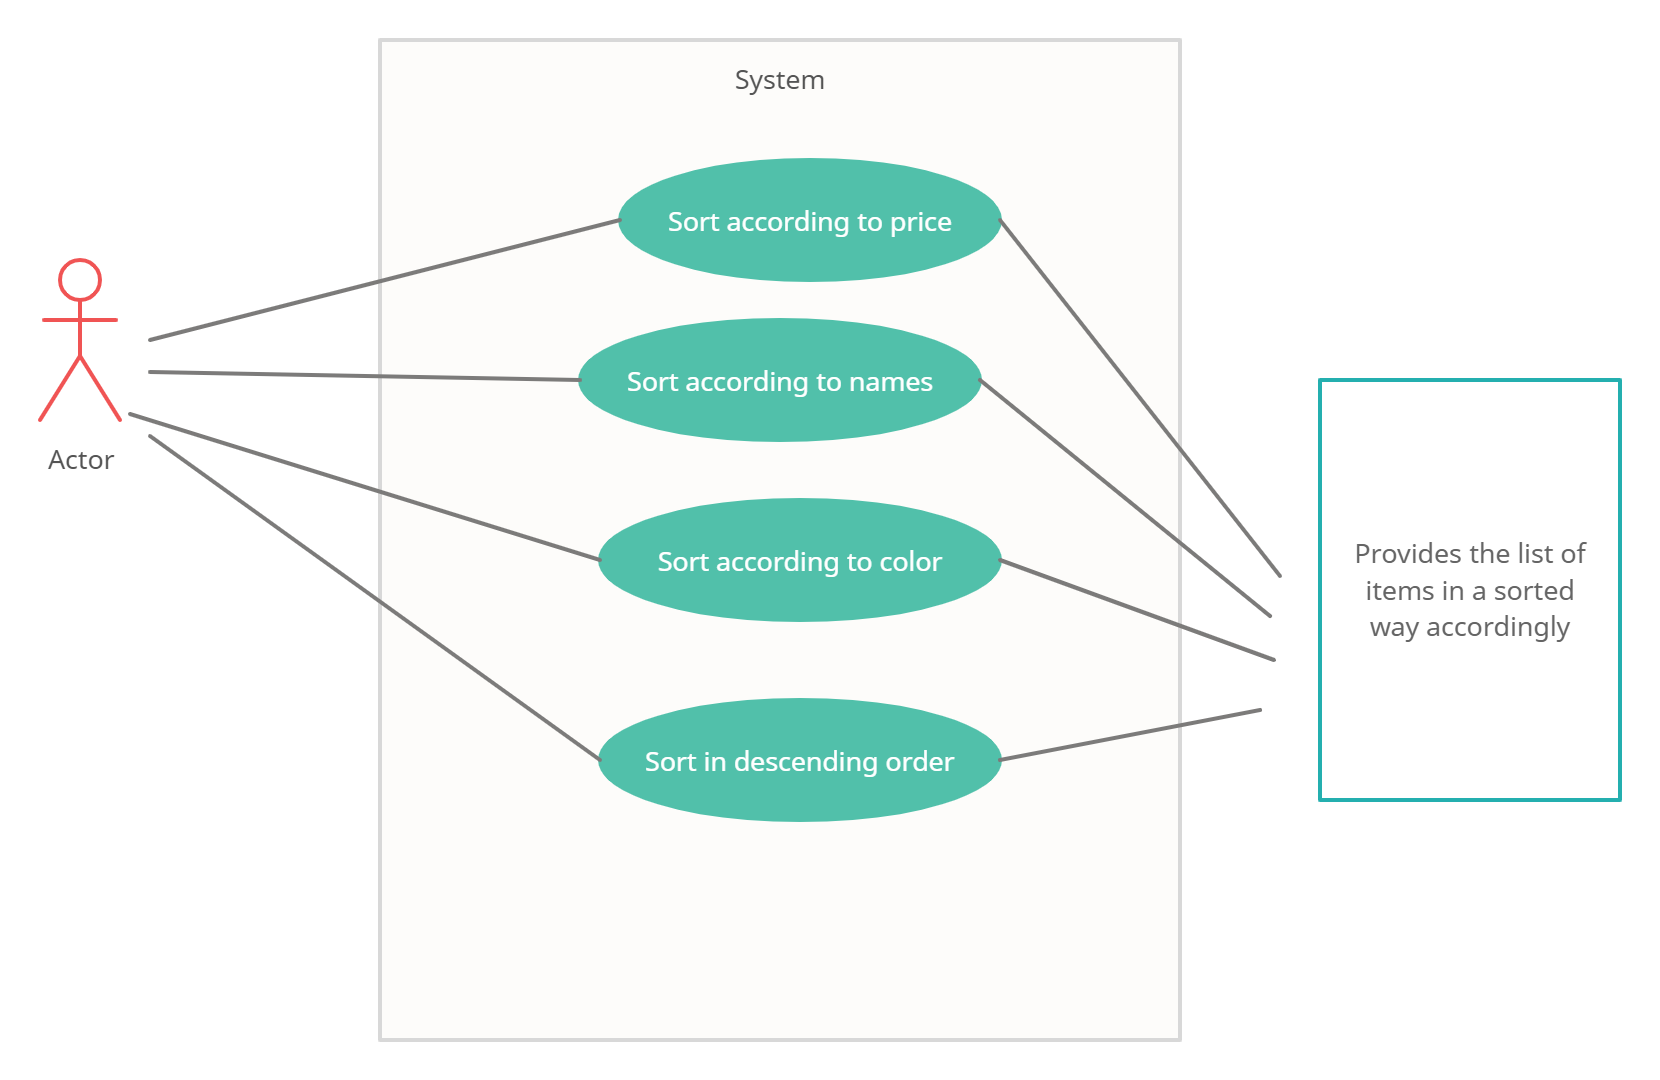 System
Sort according to price
Sort according to names
Actor
Sort according to color
Provides the list of
items in a sorted
way accordingly
Sort in descending order